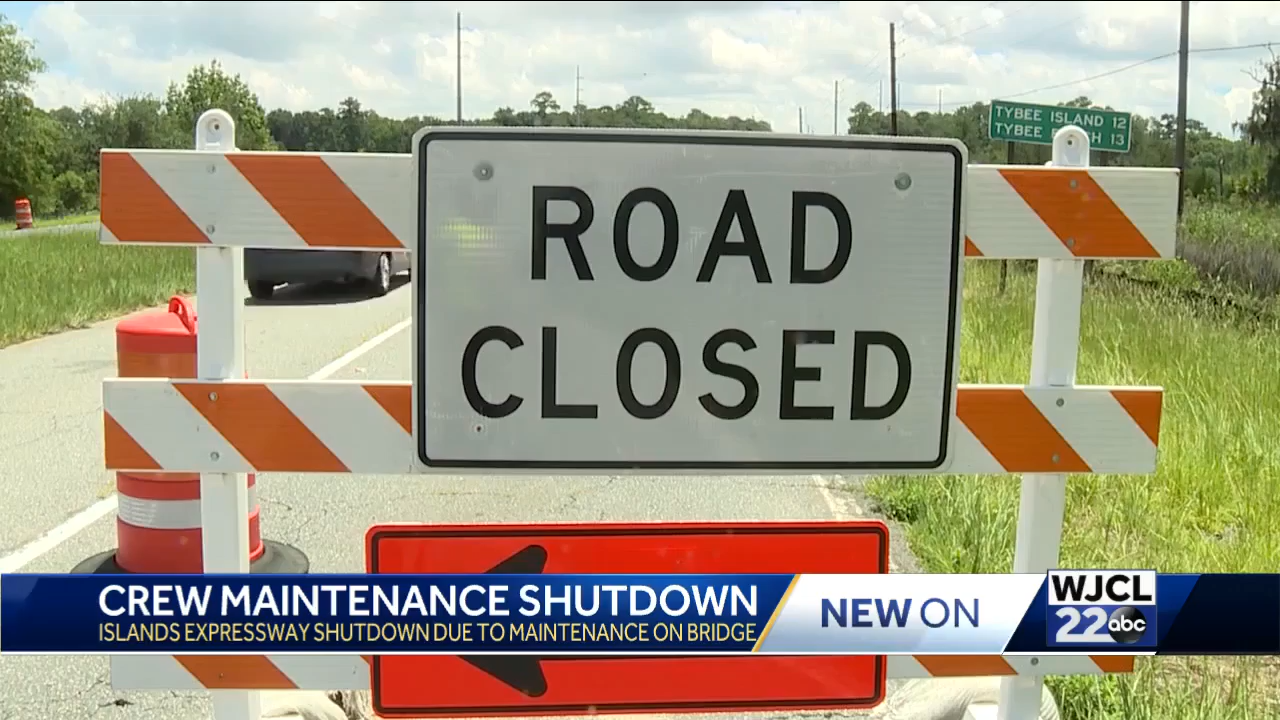 TYBEE ISLAND 12
TYBEE 13
ROAD
CLOSED
CREW MAINTENANCE SHUTDOWN
ISLANDS EXPRESSWAY SHUTDOWN DUE TO MAINTENANCE ON BRIDGE
NEW ON
WJCL
22 abc